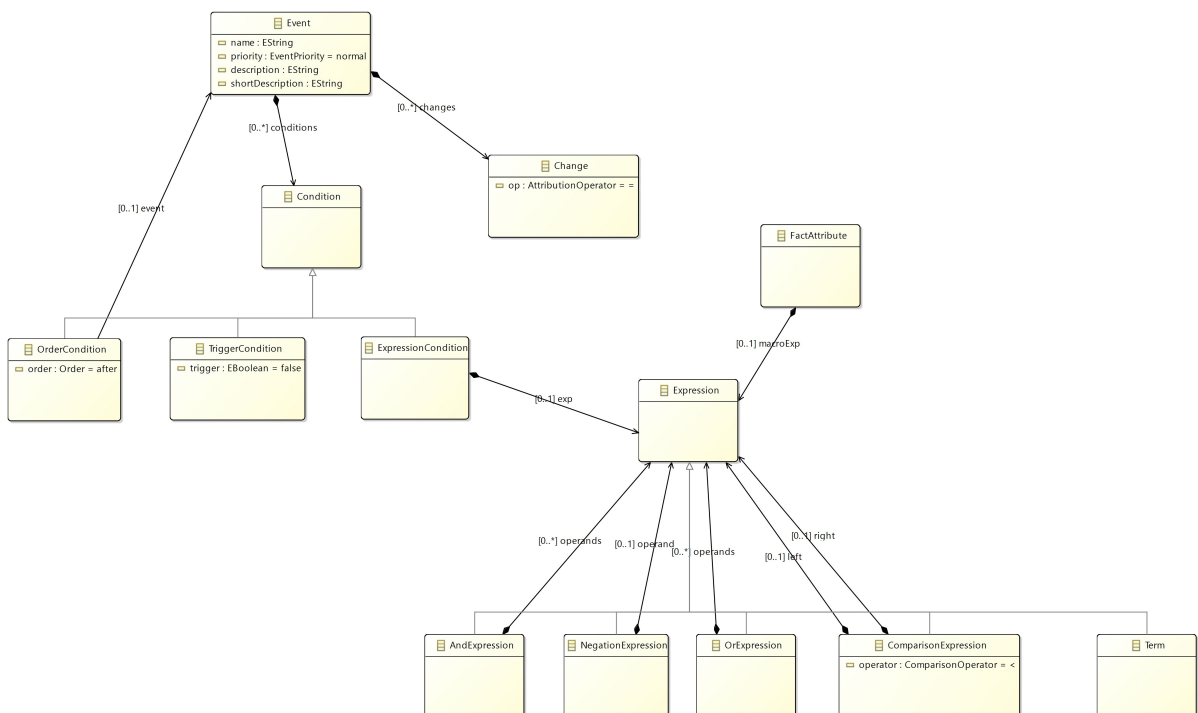 Event
name : EString
priority : EventPriority = normal
description : EString
shortDescription : EString
[0..*] changes
[0..*] conditions
Change
op : AttributionOperator = =
Condition
[0..1] event
FactAttribute
[0..1] macroExp
OrderCondition
order : Order = after
TriggerCondition
trigger : EBoolean = false
ExpressionCondition
[0..1] exp
Expression
[0..*] operands
[0..1] operand
[0..*] operands
[0..1] right
[0..1] left
AndExpression
NegationExpression
OrExpression
ComparisonExpression
operator : ComparisonOperator = <
Term